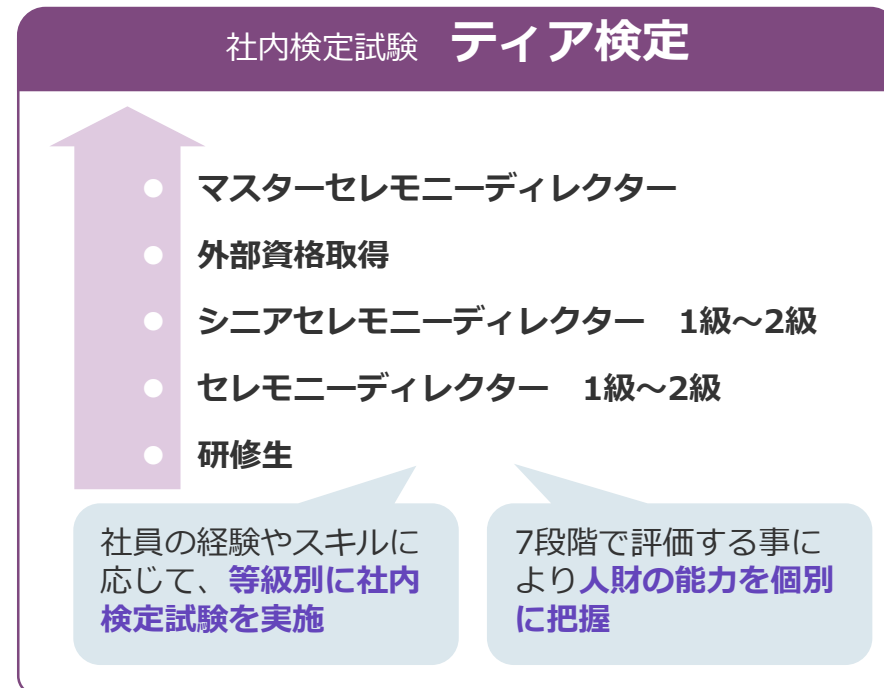 社内検定試験 ティア検定
マスターセレモニーディレクター
外部資格取得
シニアセレモニーディレクター　1級～2級
セレモニーディレクター　1級～2級
研修生
社員の経験やスキルに
応じて、等級別に社内
検定試験を実施
7段階で評価する事に
より人財の能力を個別
に把握